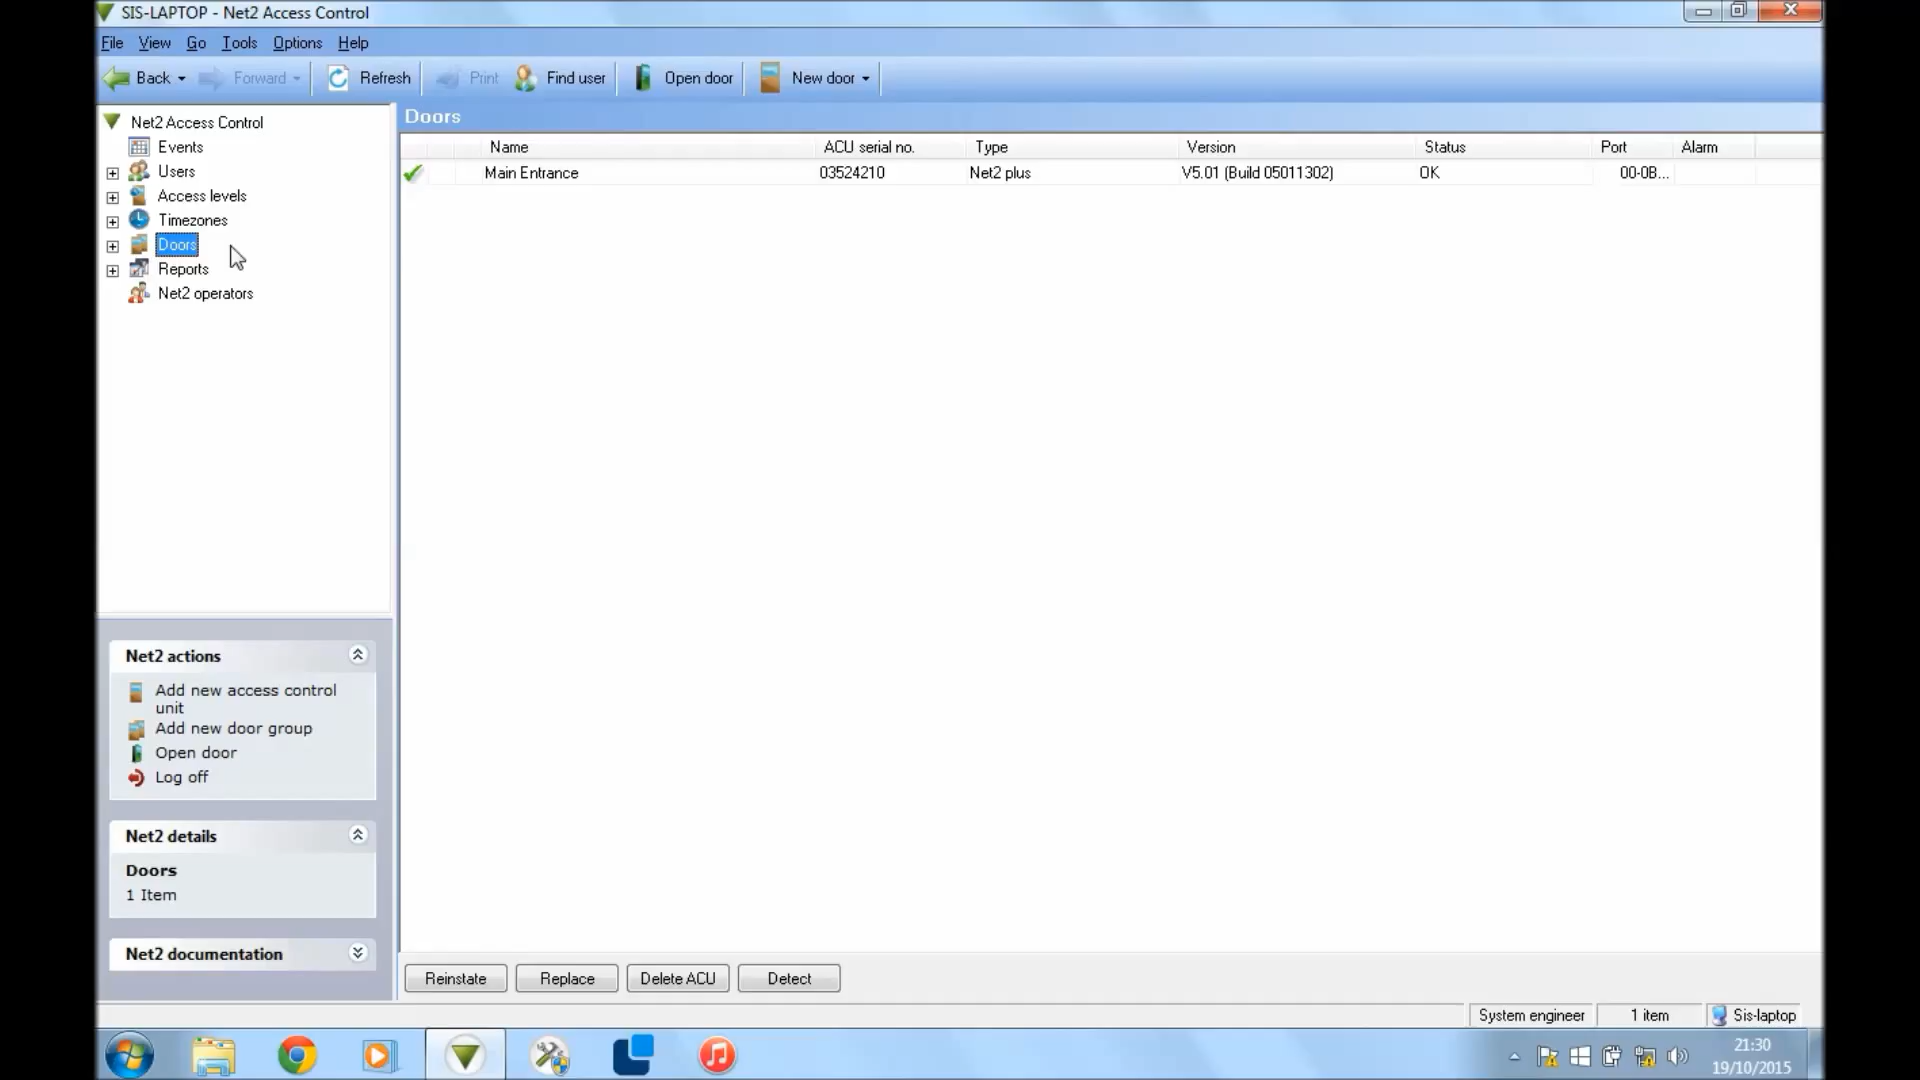 SIS-LAPTOP - Net2 Access Control
File View Go Tools Options Help
Back Forward Refresh Print Find user Open door New door
Net2 Access Control
Events
Users
Access levels
Timezones
Doors
Reports
Net2 operators
Doors
Name ACU serial no. Type Version Status Port Alarm
Main Entrance 03524210 Net2 plus V5.01 (Build 05011302) OK 00-0B...
Net2 actions
Add new access control
unit
Add new door group
Open door
Log off
Net2 details
Doors
1 Item
Net2 documentation
Reinstate Replace Delete ACU Detect
System engineer 1 item Sis-laptop
21:30
19/10/2015